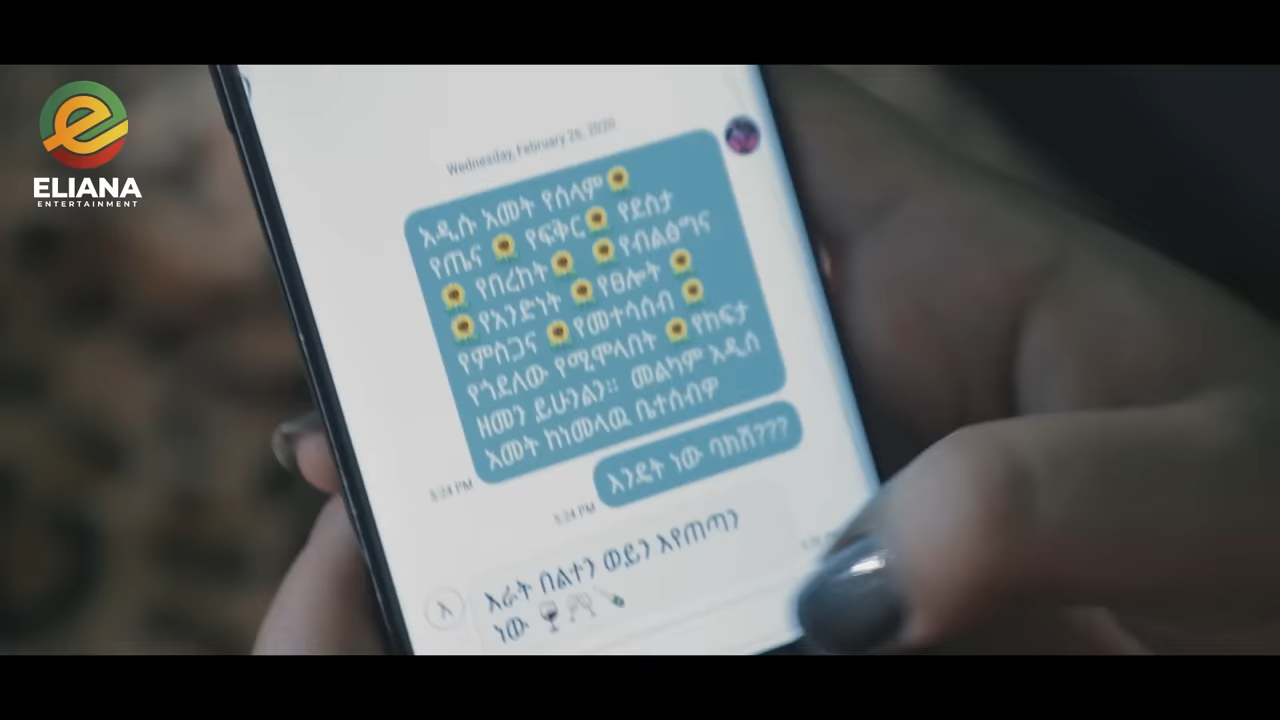 ELIANA
ENTERTAINMENT
Wednesday, February 26, 2020
አዲሱ አመት የሰላም🌻
የጤና 🌻 የፍቅር🌻 የደስታ
🌻 የበረከት🌻 🌻የብልፅግና
🌻የአንድነት 🌻የፀሎት 🌻
የምስጋና 🌻የመተሳሰብ 🌻
የጎደለው የሚሞላበት 🌻የከፍታ
ዘመን ይሁንልን። መልካም አዲስ
አመት ከነመላዉ ቤተሰብዎ
5:24 PM
እንዴት ነው ባክሽ???
5:24 PM
አ
እራት በልተን ወይን እየጠጣን
ነው 🍷🥂🍾